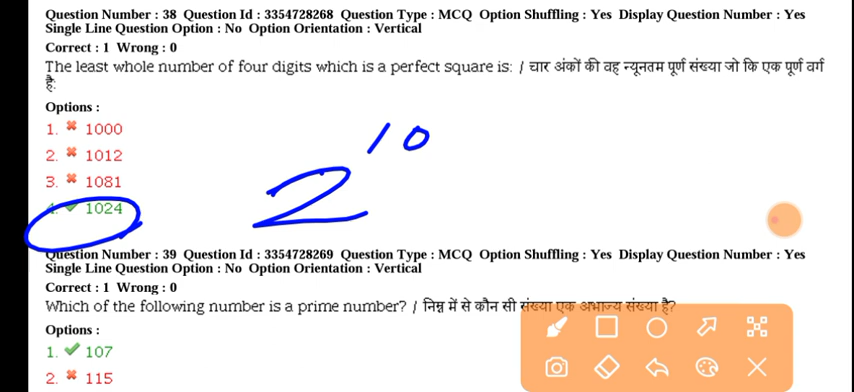 Question Number : 38 Question Id : 3354728268 Question Type : MCQ Option Shuffling : Yes Display Question Number : Yes
Single Line Question Option : No Option Orientation : Vertical
Correct : 1 Wrong : 0
The least whole number of four digits which is a perfect square is: / चार अंकों की वह न्यूनतम पूर्ण संख्या जो कि एक पूर्ण वर्ग
है:
Options :
1. 1000
2. 1012
3. 1081
4. 1024
2¹⁰
Question Number : 39 Question Id : 3354728269 Question Type : MCQ Option Shuffling : Yes Display Question Number : Yes
Single Line Question Option : No Option Orientation : Vertical
Correct : 1 Wrong : 0
Which of the following number is a prime number? / निम्न में से कौन सी संख्या एक अभाज्य संख्या है?
Options :
1. 107
2. 115